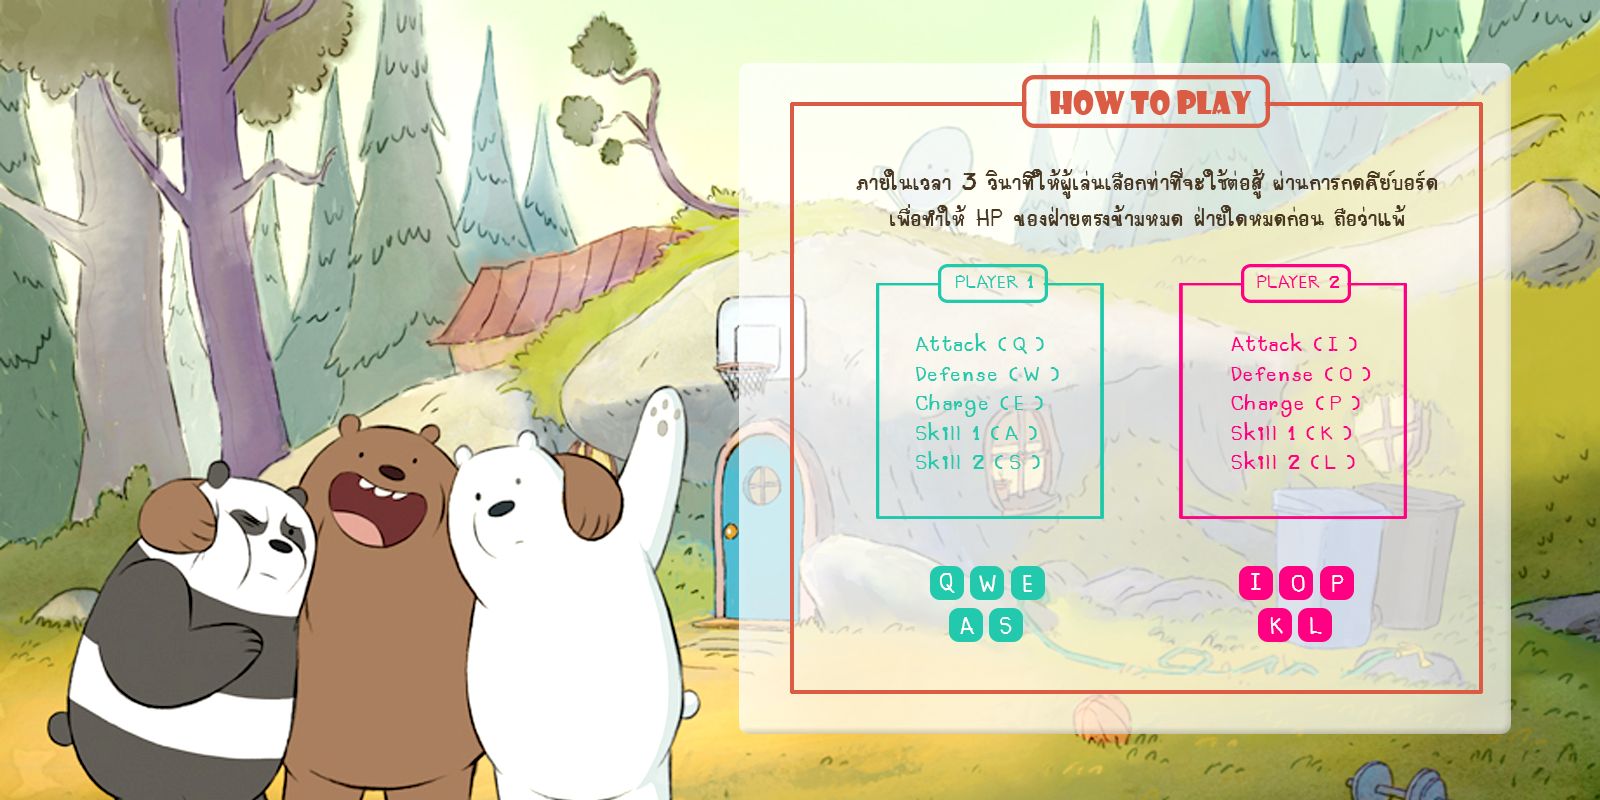 HOW TO PLAY
ภายในเวลา 3 วินาทีให้ผู้เล่นเลือกท่าที่จะใช้ต่อสู้ ผ่านการกดคีย์บอร์ด
เพื่อทำให้ HP ของฝ่ายตรงข้ามหมด ฝ่ายใดหมดก่อน ถือว่าแพ้
PLAYER 1
Attack ( Q )
Defense ( W )
Charge ( E )
Skill 1 ( A )
Skill 2 ( S )
Q W E
A S
PLAYER 2
Attack ( I )
Defense ( O )
Charge ( P )
Skill 1 ( K )
Skill 2 ( L )
I O P
K L